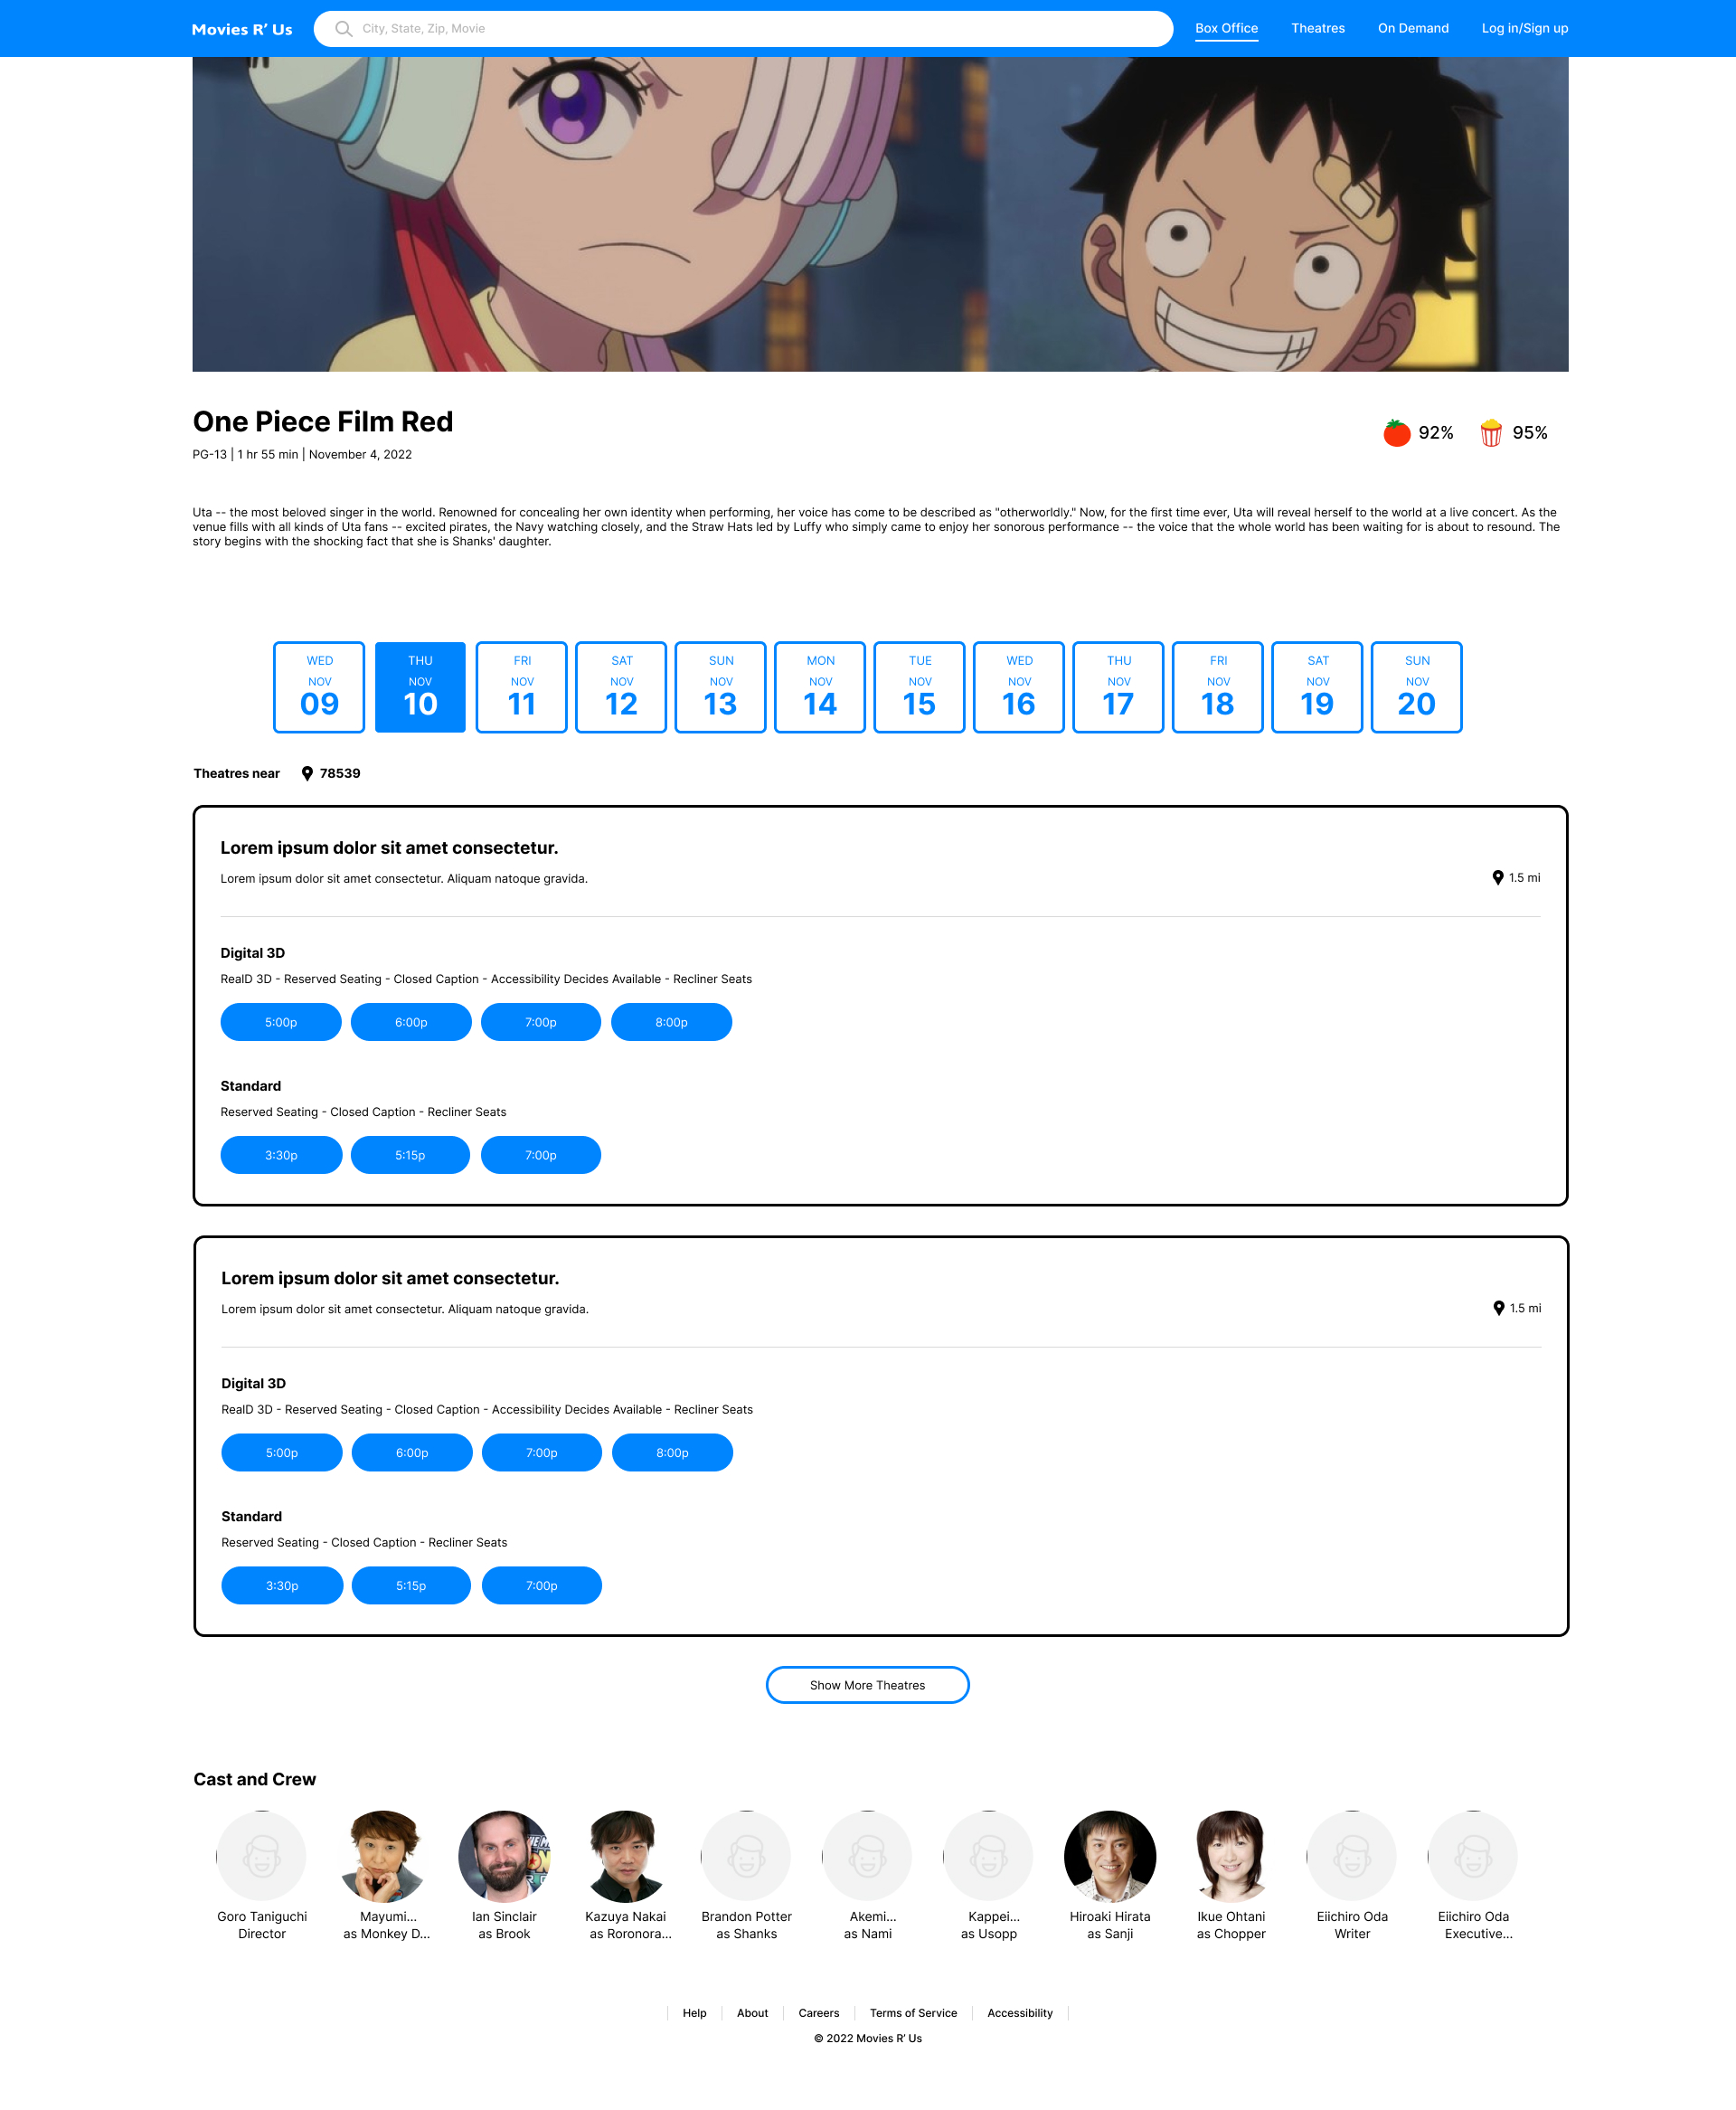 Movies R’ Us
City, State, Zip, Movie
Box Office
Theatres
On Demand
Log in/Sign up
One Piece Film Red
92%
95%
PG-13 | 1 hr 55 min | November 4, 2022
Uta -- the most beloved singer in the world. Renowned for concealing her own identity when performing, her voice has come to be described as "otherworldly." Now, for the first time ever, Uta will reveal herself to the world at a live concert. As the
venue fills with all kinds of Uta fans -- excited pirates, the Navy watching closely, and the Straw Hats led by Luffy who simply came to enjoy her sonorous performance -- the voice that the whole world has been waiting for is about to resound. The
story begins with the shocking fact that she is Shanks' daughter.
WED
NOV
09
THU
NOV
10
FRI
NOV
11
SAT
NOV
12
SUN
NOV
13
MON
NOV
14
TUE
NOV
15
WED
NOV
16
THU
NOV
17
FRI
NOV
18
SAT
NOV
19
SUN
NOV
20
Theatres near 78539
Lorem ipsum dolor sit amet consectetur.
Lorem ipsum dolor sit amet consectetur. Aliquam natoque gravida.
1.5 mi
Digital 3D
RealD 3D - Reserved Seating - Closed Caption - Accessibility Decides Available - Recliner Seats
5:00p
6:00p
7:00p
8:00p
Standard
Reserved Seating - Closed Caption - Recliner Seats
3:30p
5:15p
7:00p
Lorem ipsum dolor sit amet consectetur.
Lorem ipsum dolor sit amet consectetur. Aliquam natoque gravida.
1.5 mi
Digital 3D
RealD 3D - Reserved Seating - Closed Caption - Accessibility Decides Available - Recliner Seats
5:00p
6:00p
7:00p
8:00p
Standard
Reserved Seating - Closed Caption - Recliner Seats
3:30p
5:15p
7:00p
Show More Theatres
Cast and Crew
Goro Taniguchi
Director
Mayumi...
as Monkey D...
Ian Sinclair
as Brook
Kazuya Nakai
as Roronora...
Brandon Potter
as Shanks
Akemi...
as Nami
Kappei...
as Usopp
Hiroaki Hirata
as Sanji
Ikue Ohtani
as Chopper
Eiichiro Oda
Writer
Eiichiro Oda
Executive...
Help
About
Careers
Terms of Service
Accessibility
© 2022 Movies R’ Us